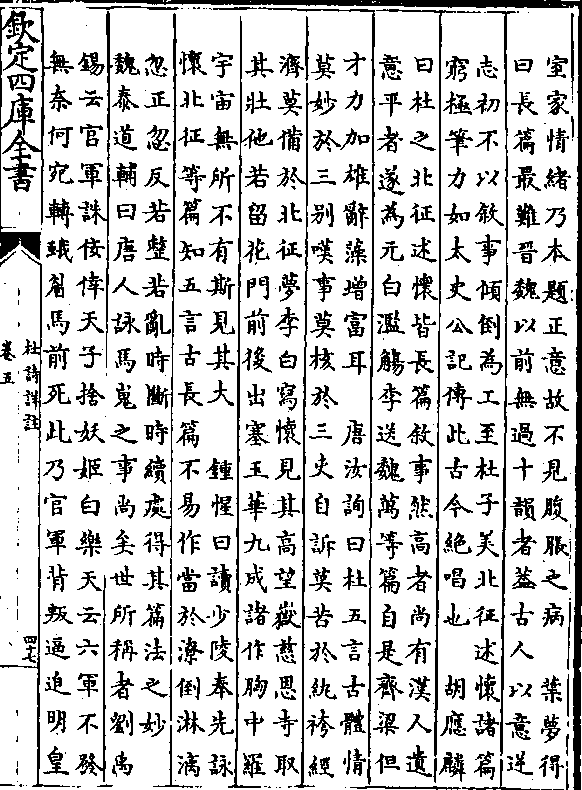 室家情緒乃本題正意故不見腹脹之病　葉夢得
曰長篇最難晉魏以前無過十韻者蓋古人以意逆
志初不以敘事傾倒為工至杜子美北征述懷諸篇
窮極筆力如太史公記傳此古今絕唱也　胡應麟
曰杜之北征述懷皆長篇敘事然高者尚有漢人遺
意平者遂為元白濫觴李送魏萬等篇自是齊梁但
才力加雄辭藻增富耳　唐汝詢曰杜五言古體情
莫妙於三別嘆事莫核於三吏自訴莫苦於紈袴經
濟莫備於北征夢李白寫懷見其高望嶽慈恩寺取
其壯他若留花門前後出塞玉華九成諸作胸中羅
宇宙無所不有斯見其大　鍾惺曰讀少陵奉先詠
懷北征等篇知五言古長篇不易作當於潦倒淋漓
忽正忽反若整若亂時斷時續處得其篇法之妙
魏泰道輔曰唐人詠馬嵬之事尚矣世所稱者劉禹
錫云官軍誅佞倖天子捨妖姬白樂天云六軍不發
無奈何宛轉蛾眉馬前死此乃官軍背叛逼迫明皇
欽定四庫全書
杜詩詳註
卷五
四十七